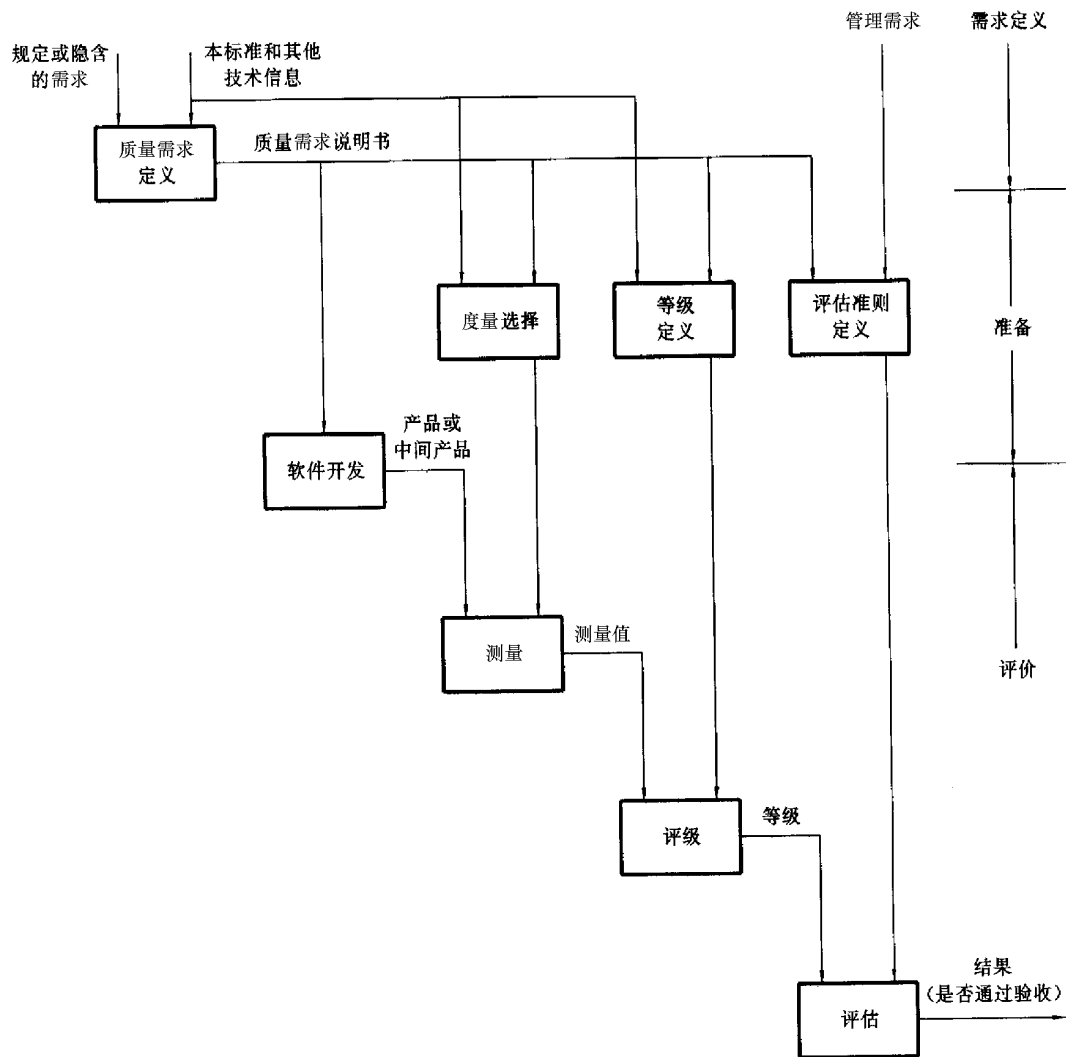 管理需求
需求定义
规定或隐含
的需求
本标准和其他
技术信息
质量需求
定义
质量需求说明书
度量选择
等级
定义
评估准则
定义
准备
产品或
中间产品
软件开发
测量
测量值
评价
评级
等级
结果
(是否通过验收)
评估